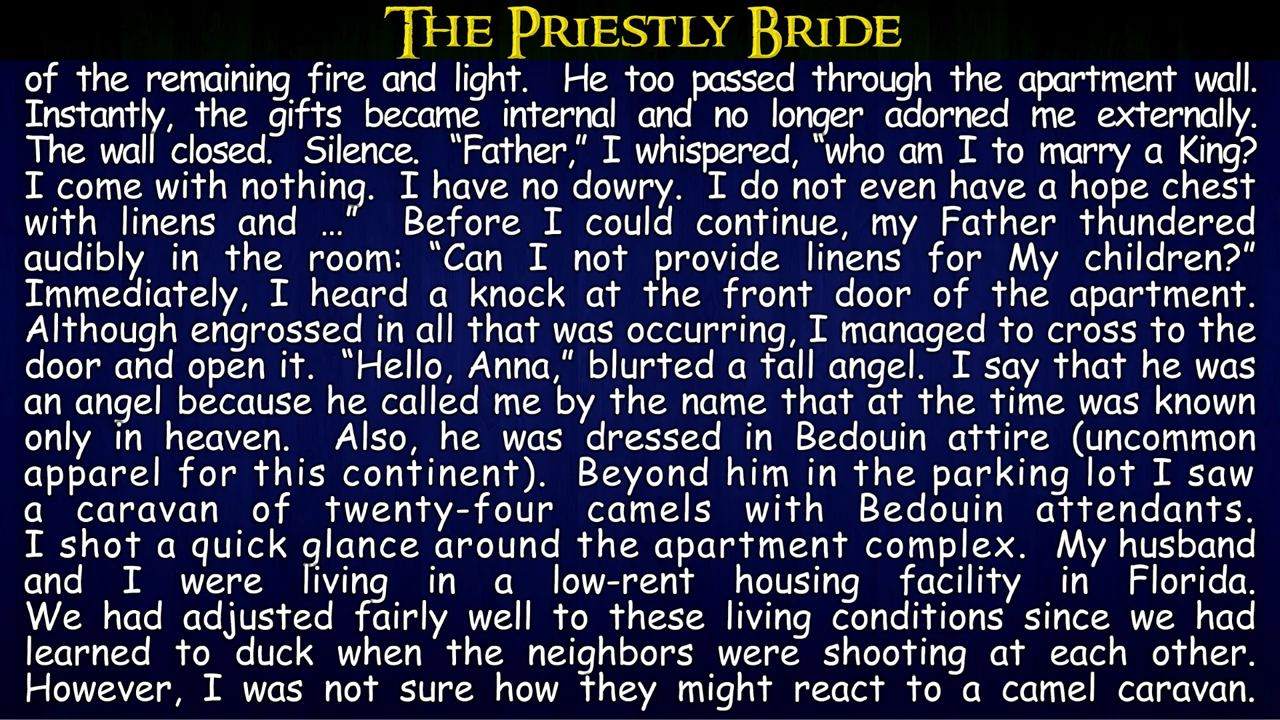 The Priestly Bride
of the remaining fire and light.  He too passed through the apartment wall.
Instantly, the gifts became internal and no longer adorned me externally.
The wall closed.  Silence.  “Father,” I whispered, “who am I to marry a King?
I come with nothing.  I have no dowry.  I do not even have a hope chest
with linens and …”  Before I could continue, my Father thundered
audibly in the room: “Can I not provide linens for My children?”
Immediately, I heard a knock at the front door of the apartment.
Although engrossed in all that was occurring, I managed to cross to the
door and open it.  “Hello, Anna,” blurted a tall angel.  I say that he was
an angel because he called me by the name that at the time was known
only in heaven.  Also, he was dressed in Bedouin attire (uncommon
apparel for this continent).  Beyond him in the parking lot I saw
a caravan of twenty-four camels with Bedouin attendants.
I shot a quick glance around the apartment complex.  My husband
and I were living in a low-rent housing facility in Florida.
We had adjusted fairly well to these living conditions since we had
learned to duck when the neighbors were shooting at each other.
However, I was not sure how they might react to a camel caravan.